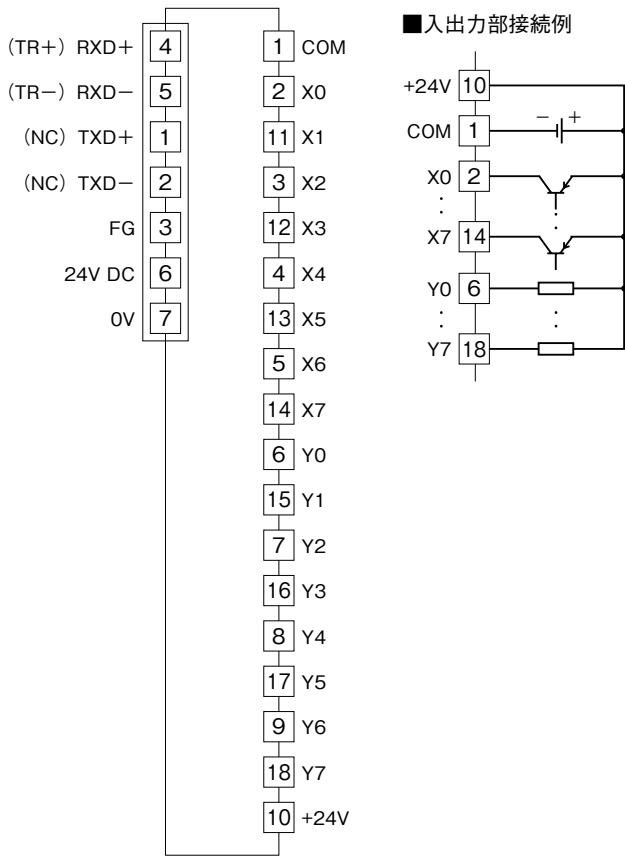 (TR+) RXD+ 4
(TR−) RXD− 5
(NC) TXD+ 1
(NC) TXD− 2
FG 3
24V DC 6
0V 7
1 COM
2 X0
11 X1
3 X2
12 X3
4 X4
13 X5
5 X6
14 X7
6 Y0
15 Y1
7 Y2
16 Y3
8 Y4
17 Y5
9 Y6
18 Y7
10 +24V
■入出力部接続例
+24V 10
COM 1 − +
X0 2
X7 14
Y0 6
Y7 18